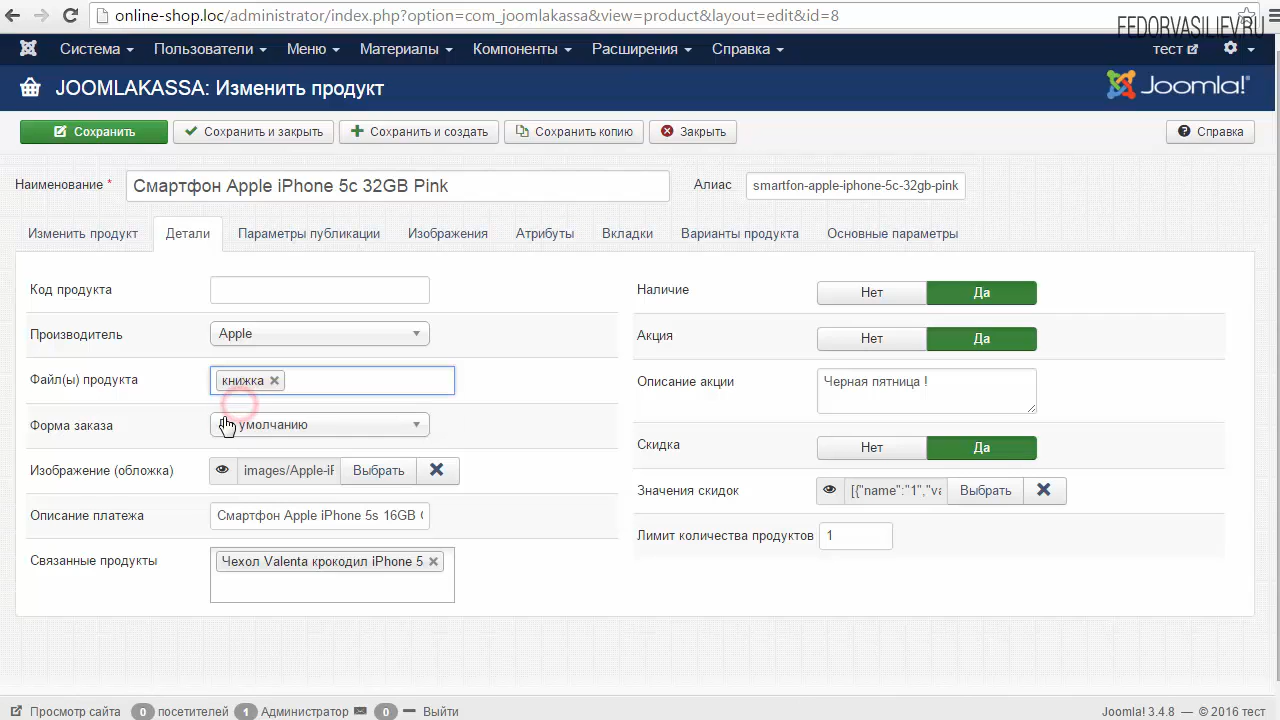 online-shop.loc/administrator/index.php?option=com_joomlakassa&view=product&layout=edit&id=8
FEDORVASILIEV.RU
Система Пользователи Меню Материалы Компоненты Расширения Справка тест
JOOMLAKASSA: Изменить продукт Joomla!
Сохранить Сохранить и закрыть Сохранить и создать Сохранить копию Закрыть Справка
Наименование * Смартфон Apple iPhone 5c 32GB Pink Алиас smartfon-apple-iphone-5c-32gb-pink
Изменить продукт Детали Параметры публикации Изображения Атрибуты Вкладки Варианты продукта Основные параметры
Код продукта Наличие Нет Да
Производитель Apple Акция Нет Да
Файл(ы) продукта книжка Описание акции Черная пятница !
Форма заказа умолчанию
Скидка Нет Да
Изображение (обложка) images/Apple-iF Выбрать
Значения скидок [{"name":"1","va Выбрать
Описание платежа Смартфон Apple iPhone 5s 16GB
Лимит количества продуктов 1
Связанные продукты Чехол Valenta крокодил iPhone 5
Просмотр сайта 0 посетителей 1 Администратор 0 Выйти Joomla! 3.4.8 — © 2016 тест